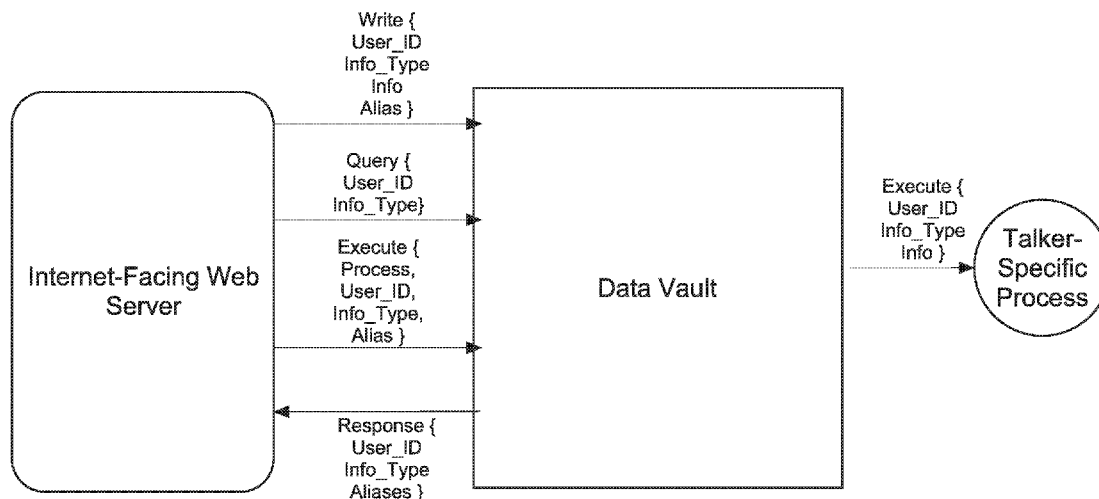 Write {
User_ID
Info_Type
Info
Alias }
Query {
User_ID
Info_Type}
Execute {
Process,
User_ID,
Info_Type,
Alias }
Response {
User_ID
Info_Type
Aliases }
Internet-Facing Web
Server
Data Vault
Execute {
User_ID
Info_Type
Info }
Talker-
Specific
Process